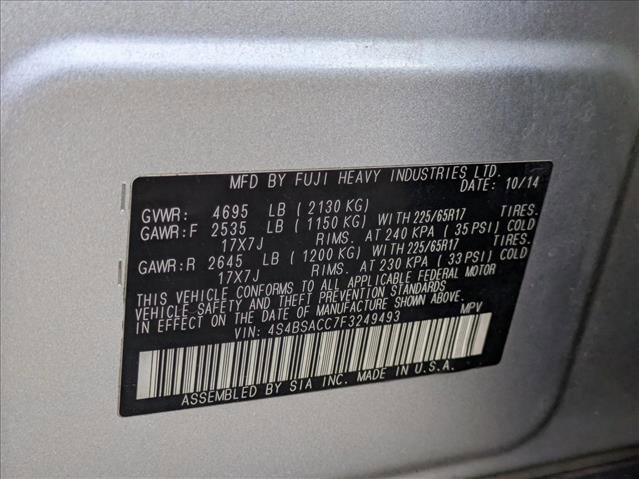 MFD BY FUJI HEAVY INDUSTRIES LTD.
DATE: 10/14
GVWR: 4695 LB (2130 KG)
GAWR:F 2535 LB (1150 KG) WITH 225/65R17 TIRES.
17X7J RIMS. AT 240 KPA (35 PSI) COLD
GAWR:R 2645 LB (1200 KG) WITH 225/65R17 TIRES.
17X7J RIMS. AT 230 KPA (33 PSI) COLD
THIS VEHICLE CONFORMS TO ALL APPLICABLE FEDERAL MOTOR
VEHICLE SAFETY AND THEFT PREVENTION STANDARDS
IN EFFECT ON THE DATE OF MANUFACTURE SHOWN ABOVE.
VIN: 4S4BSACC7F3249493 MPV
ASSEMBLED BY SIA INC. MADE IN U.S.A.